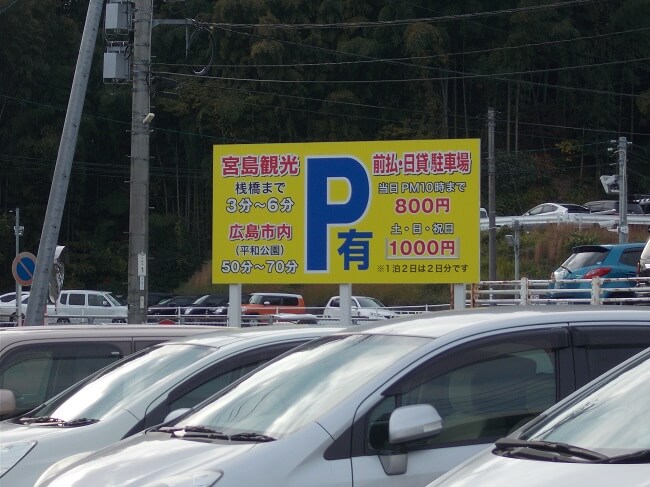 宮島観光
桟橋まで
3分～6分
広島市内
(平和公園)
50分～70分
P有
前払・日貸 駐車場
当日PM10時まで
800円
土・日・祝日
1000円
※1泊2日は2日分です